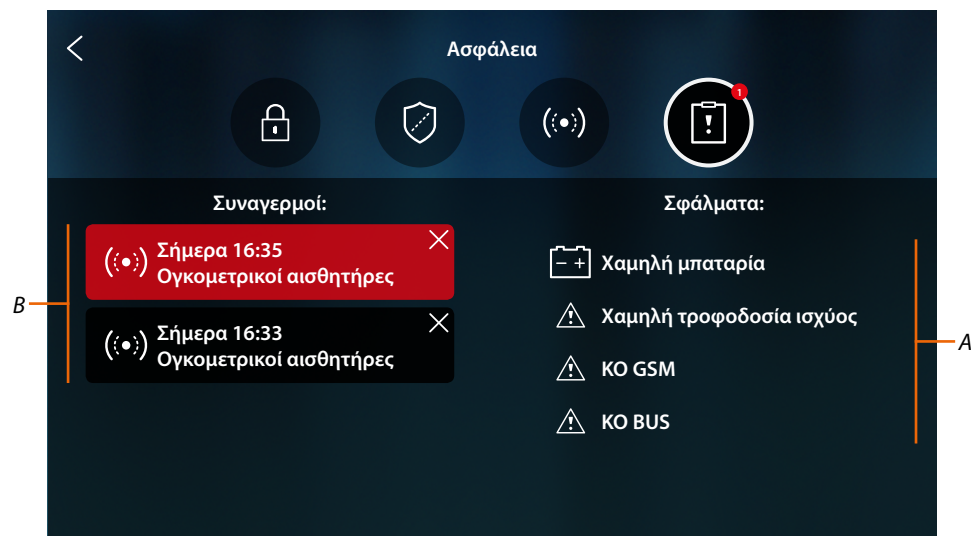 Ασφάλεια
1
Συναγερμοί:
Σήμερα 16:35
Ογκομετρικοί αισθητήρες
Σήμερα 16:33
Ογκομετρικοί αισθητήρες
B
Σφάλματα:
Χαμηλή μπαταρία
Χαμηλή τροφοδοσία ισχύος
KO GSM
KO BUS
A